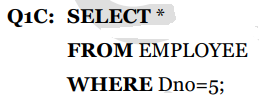 Q1C: SELECT *
FROM EMPLOYEE
WHERE Dno=5;